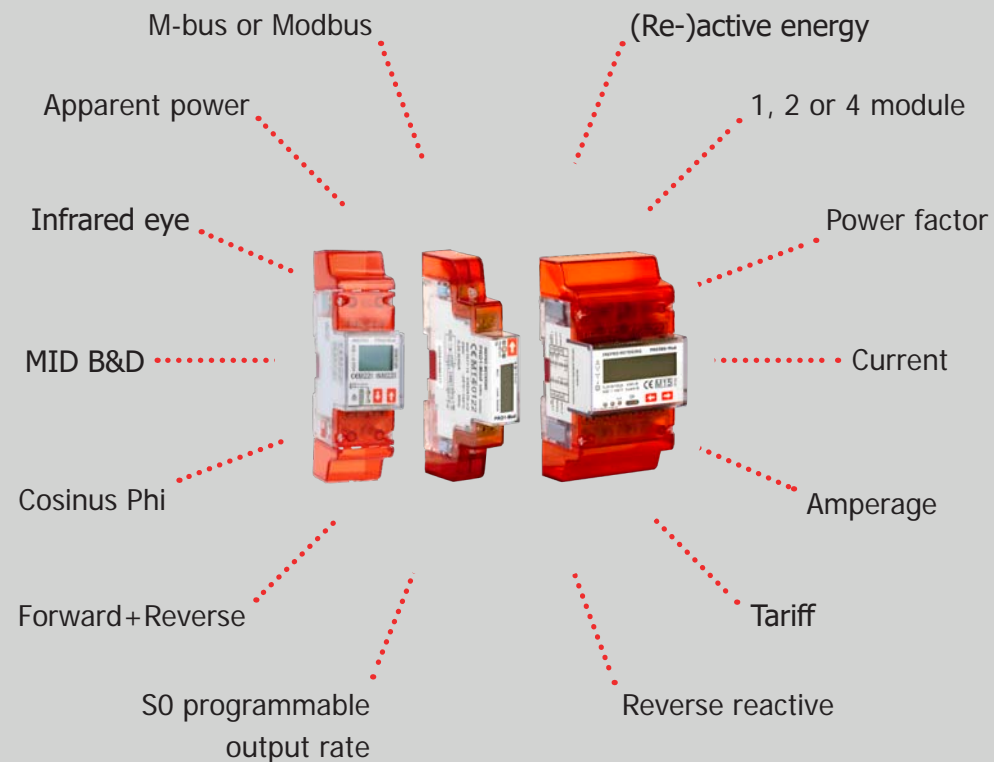 M-bus or Modbus
(Re-)active energy
Apparent power
1, 2 or 4 module
Infrared eye
Power factor
MID B&D
Current
Cosinus Phi
Amperage
Forward+Reverse
Tariff
S0 programmable
output rate
Reverse reactive